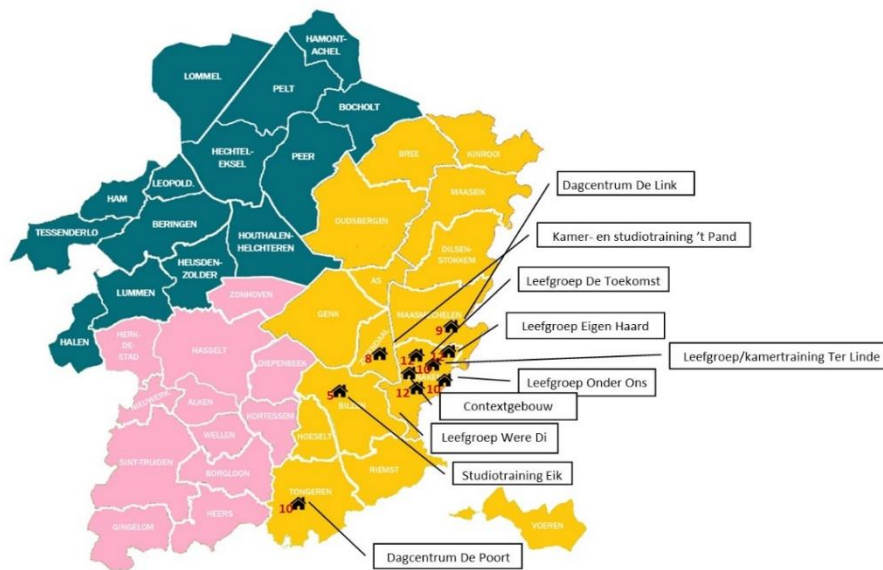 HAMONT-
ACHEL
LOMMEL
PELT
BOCHOLT
HECHTEL-
EKSEL
PEER
BREE
KINROOI
LEOPOLD.
HAM
MAASEIK
Dagcentrum De Link
OUDSBERGEN
TESSENDERLO
BERINGEN
Kamer- en studiotraining ’t Pand
HOUTHALEN-
HELCHTEREN
DILSEN-
STOKKEM
HEUSDEN-
ZOLDER
AS
Leefgroep De Toekomst
LUMMEN
ZONHOVEN
GENK
MAASMECHELEN
9
Leefgroep Eigen Haard
HALEN
HERK-
DE-
STAD
HASSELT
DIEPENBEEK
8
Leefgroep/kamertraining Ter Linde
10
Leefgroep Onder Ons
12
10
5
BILZEN
ALKEN
KORTESSEM
Contextgebouw
WELLEN
HOESELT
Leefgroep Were Di
SINT-TRUIDEN
BORGLOON
RIEMST
Studiotraining Eik
TONGEREN
10
HEERS
GINGELOM
VOEREN
Dagcentrum De Poort